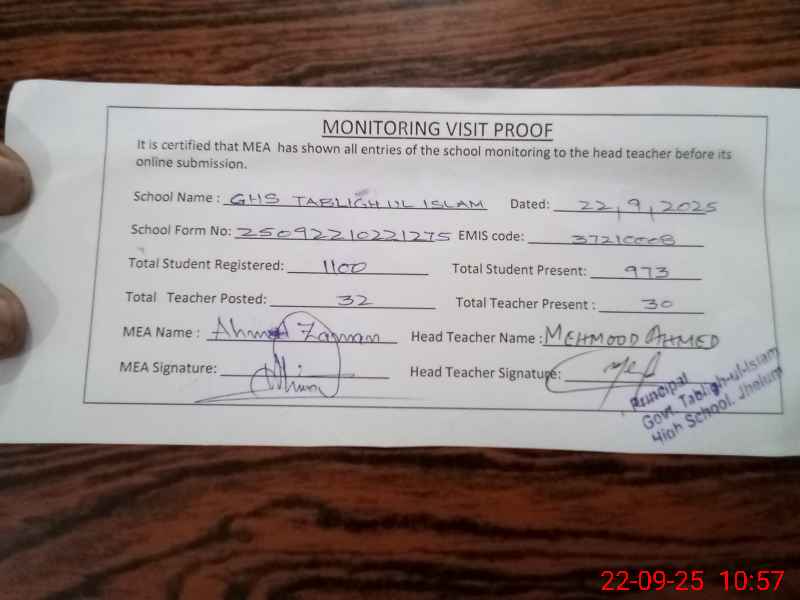 MONITORING VISIT PROOF
It is certified that MEA has shown all entries of the school monitoring to the head teacher before its
online submission.
School Name : GHS TABLIGH UL ISLAM Dated: 22, 9, 2025
School Form No: 25092210221275 EMIS code: 37210008
Total Student Registered: 1100 Total Student Present: 973
Total Teacher Posted: 32 Total Teacher Present : 30
MEA Name : Ahmad Zaman Head Teacher Name : MEHMOOD AHMED
MEA Signature: Head Teacher Signature:
Principal
Govt. Tabligh-ul-Islam
High School, Jhelum
22-09-25 10:57